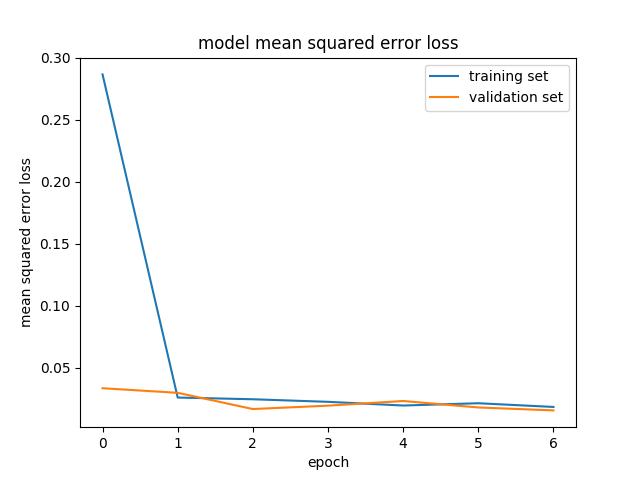 model mean squared error loss
training set
validation set
0.30
0.25
0.20
0.15
0.10
0.05
mean squared error loss
0 1 2 3 4 5 6
epoch